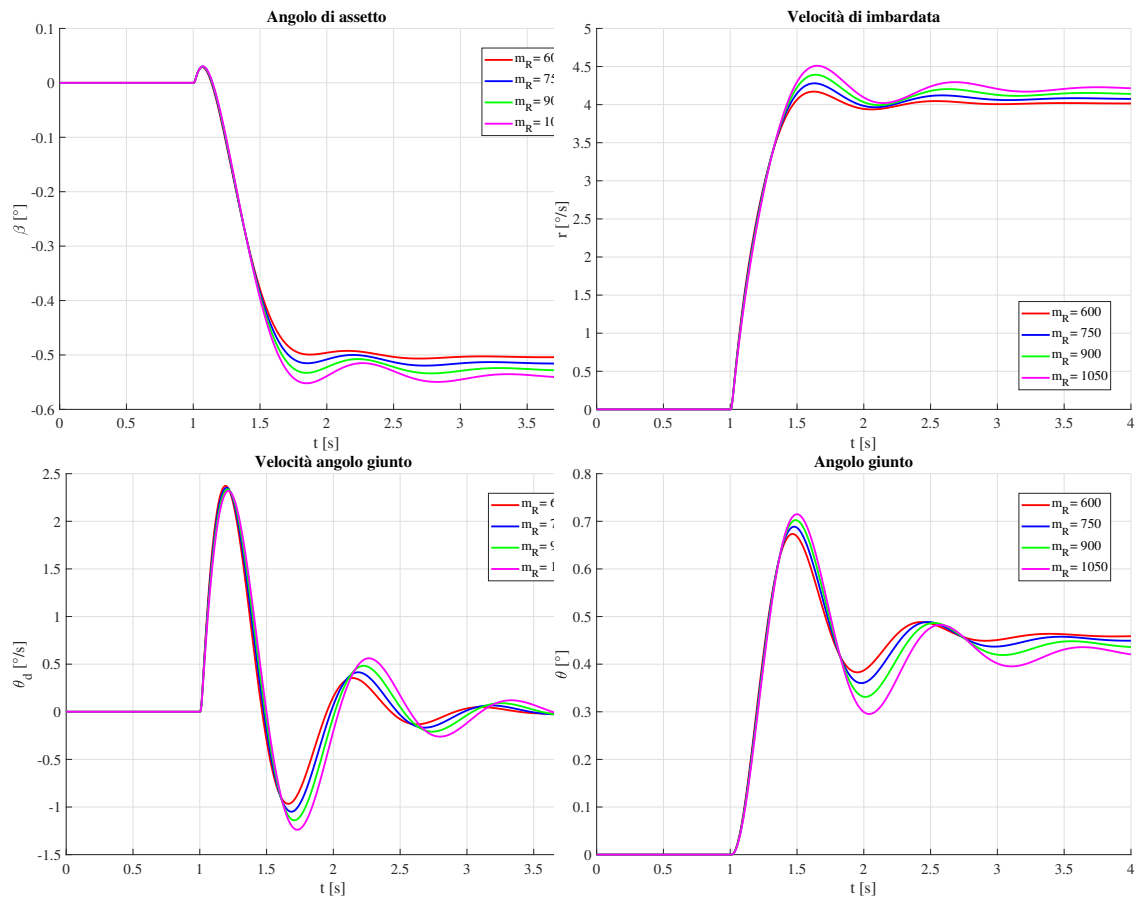 Angolo di assetto
0.1
0
-0.1
-0.2
-0.3
-0.4
-0.5
-0.6
β [°]
0 0.5 1 1.5 2 2.5 3 3.5
t [s]
m_R= 60
m_R= 75
m_R= 90
m_R= 10
Velocità di imbardata
5
4.5
4
3.5
3
2.5
2
1.5
1
0.5
0
r [°/s]
0 0.5 1 1.5 2 2.5 3 3.5 4
t [s]
m_R= 600
m_R= 750
m_R= 900
m_R= 1050
Velocità angolo giunto
2.5
2
1.5
1
0.5
0
-0.5
-1
-1.5
θ_d [°/s]
0 0.5 1 1.5 2 2.5 3 3.5
t [s]
m_R= 6
m_R= 7
m_R= 9
m_R= 1
Angolo giunto
0.8
0.7
0.6
0.5
0.4
0.3
0.2
0.1
0
θ [°]
0 0.5 1 1.5 2 2.5 3 3.5 4
t [s]
m_R= 600
m_R= 750
m_R= 900
m_R= 1050